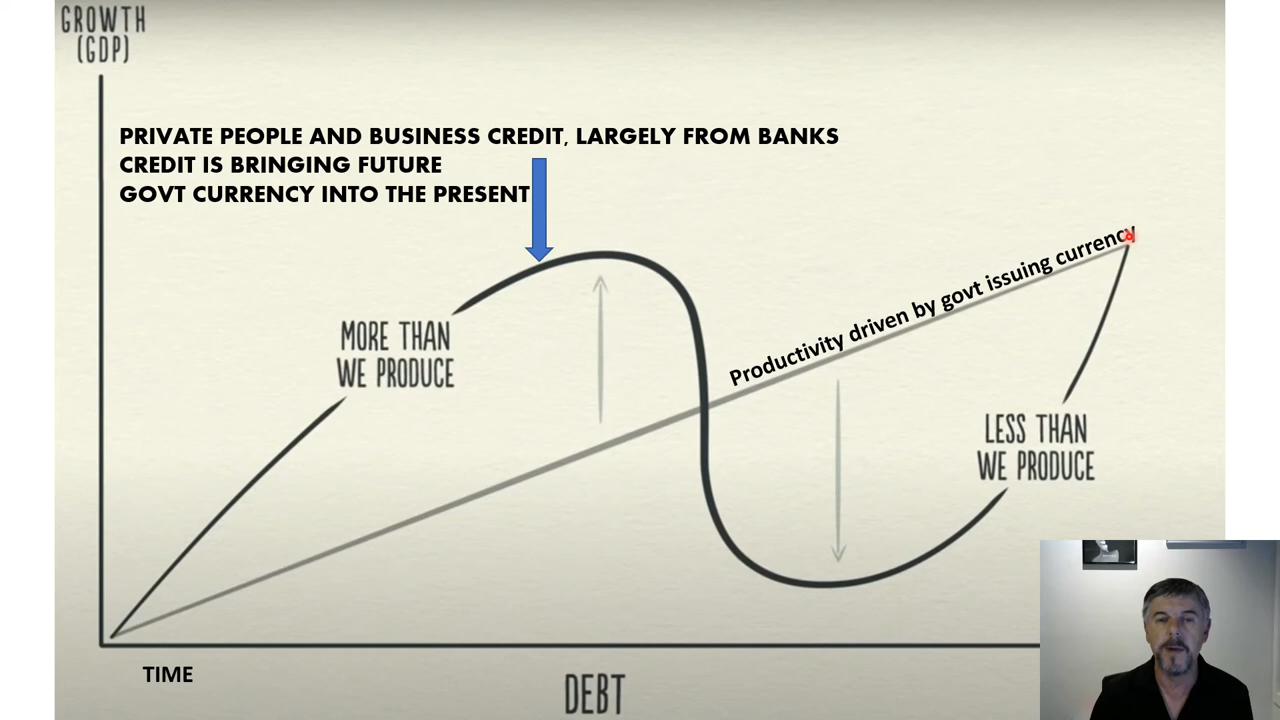 GROWTH
(GDP)
PRIVATE PEOPLE AND BUSINESS CREDIT, LARGELY FROM BANKS
CREDIT IS BRINGING FUTURE
GOVT CURRENCY INTO THE PRESENT
MORE THAN
WE PRODUCE
Productivity driven by govt issuing currency
LESS THAN
WE PRODUCE
TIME
DEBT